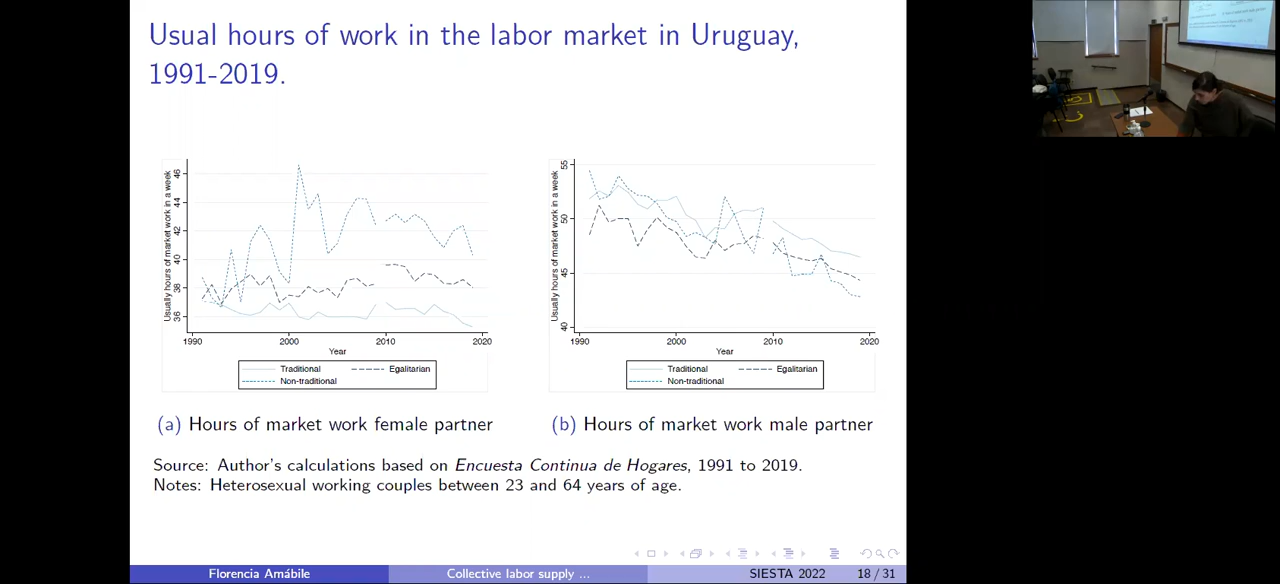 Usual hours of work in the labor market in Uruguay,
1991-2019.
Usually hours of market work in a week
46
44
42
40
38
36
1990
2000
2010
2020
Year
Traditional
Egalitarian
Non-traditional
(a) Hours of market work female partner
Usually hours of market work in a week
55
50
45
40
1990
2000
2010
2020
Year
Traditional
Egalitarian
Non-traditional
(b) Hours of market work male partner
Source: Author's calculations based on Encuesta Continua de Hogares, 1991 to 2019.
Notes: Heterosexual working couples between 23 and 64 years of age.
Florencia Amábile
Collective labor supply ...
SIESTA 2022
18 / 31